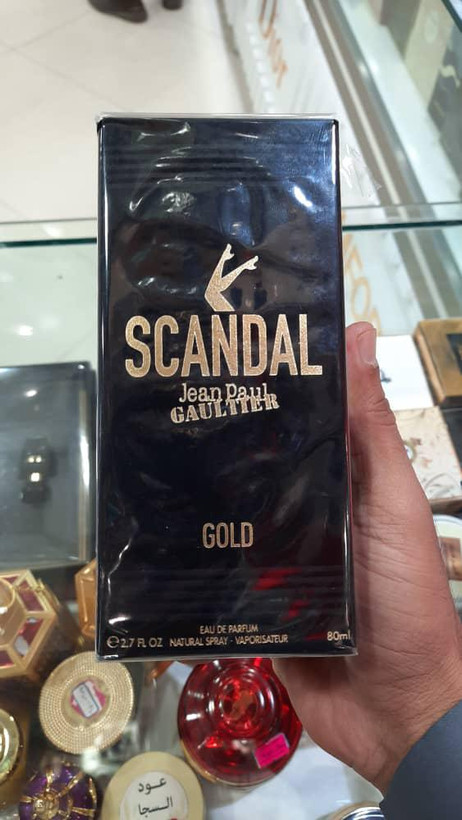 SCANDAL
Jean Paul
GAULTIER
GOLD
EAU DE PARFUM
℮ 2.7 FL OZ NATURAL SPRAY - VAPORISATEUR 80ml
عود
السجا